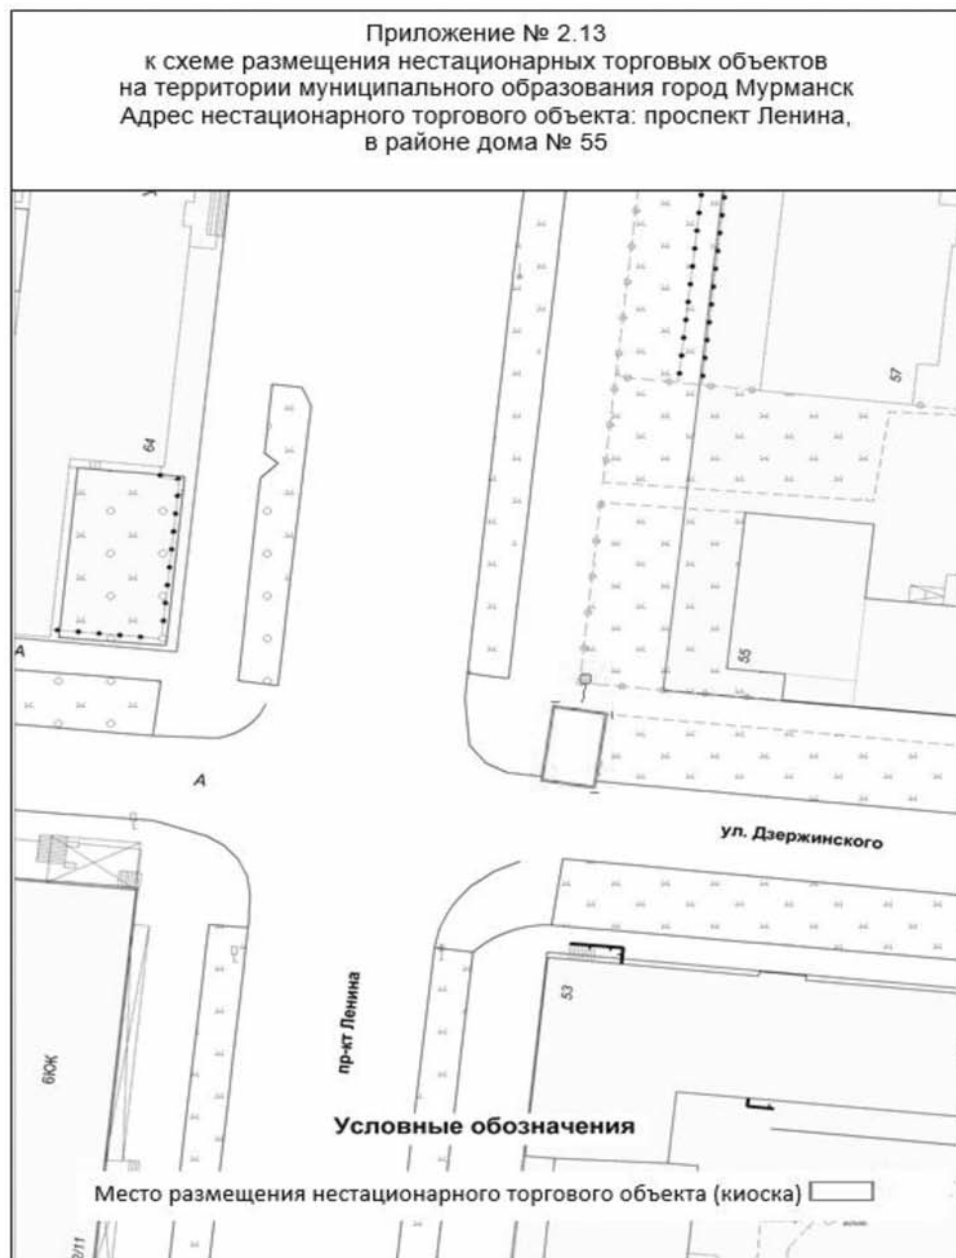 Приложение № 2.13
к схеме размещения нестационарных торговых объектов
на территории муниципального образования город Мурманск
Адрес нестационарного торгового объекта: проспект Ленина,
в районе дома № 55
57
64
55
А
А
ул. Дзержинского
53
пр-кт Ленина
6КЖ
Условные обозначения
Место размещения нестационарного торгового объекта (киоска)